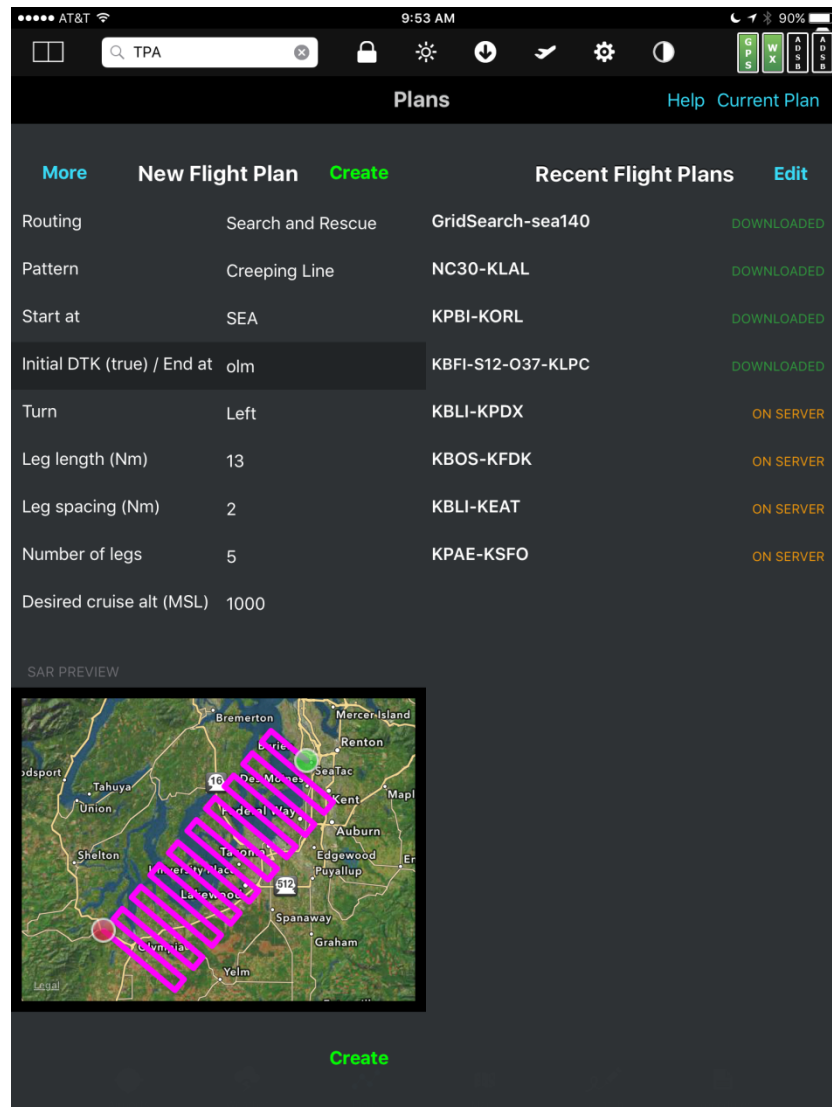 AT&T 9:53 AM 90%
TPA GPS WX ADSB ADSB
Plans Help Current Plan
More New Flight Plan Create
Routing Search and Rescue
Pattern Creeping Line
Start at SEA
Initial DTK (true) / End at olm
Turn Left
Leg length (Nm) 13
Leg spacing (Nm) 2
Number of legs 5
Desired cruise alt (MSL) 1000
SAR PREVIEW
Bremerton Mercer Island
Renton
SeaTac
Tahuya 16 Des Moines
Kent
Union Federal Way
Auburn
Shelton Tacoma Edgewood
University Place Puyallup
Lakewood 512
Spanaway
Olympia Graham
Yelm
Legal
Create
Recent Flight Plans Edit
GridSearch-sea140 DOWNLOADED
NC30-KLAL DOWNLOADED
KPBI-KORL DOWNLOADED
KBFI-S12-O37-KLPC DOWNLOADED
KBLI-KPDX ON SERVER
KBOS-KFDK ON SERVER
KBLI-KEAT ON SERVER
KPAE-KSFO ON SERVER